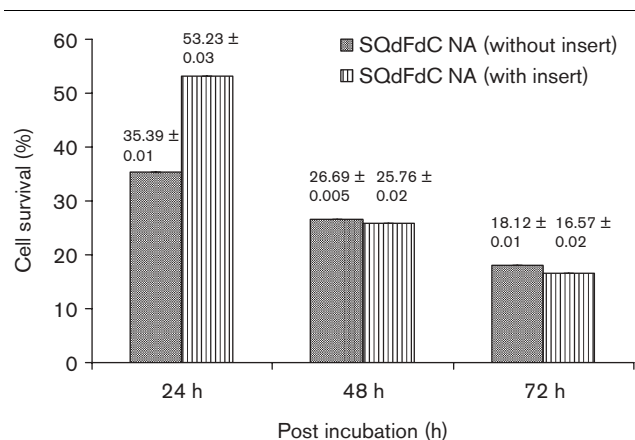 60
50
40
30
20
10
0
Cell survival (%)
SQdFdC NA (without insert)
SQdFdC NA (with insert)
35.39 ±
0.01
53.23 ±
0.03
26.69 ±
0.005
25.76 ±
0.02
18.12 ±
0.01
16.57 ±
0.02
24 h
48 h
72 h
Post incubation (h)